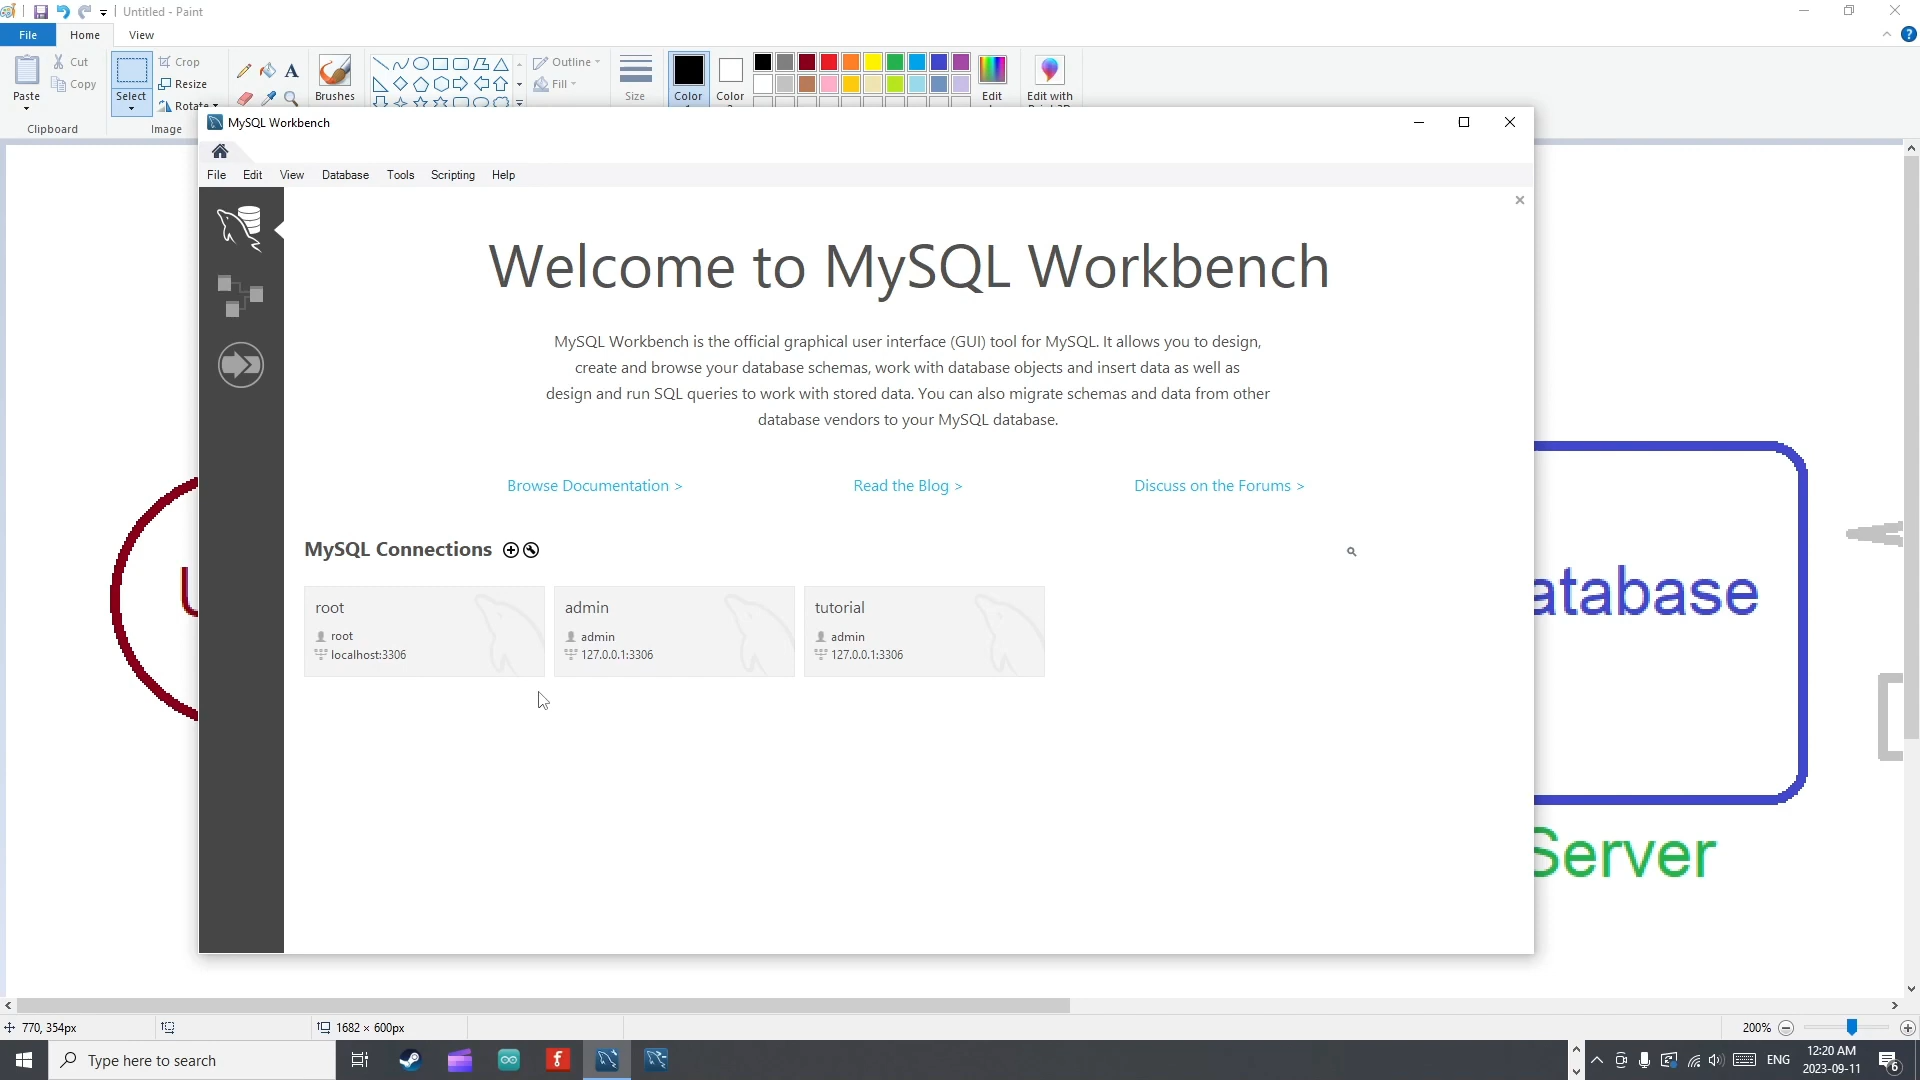 Untitled - Paint
File
Home
View
Paste
Cut
Copy
Clipboard
Select
Crop
Resize
Rotate
Image
Brushes
Outline
Fill
Size
Color
Color
Edit
Edit with
MySQL Workbench
File
Edit
View
Database
Tools
Scripting
Help
Welcome to MySQL Workbench
MySQL Workbench is the official graphical user interface (GUI) tool for MySQL. It allows you to design,
create and browse your database schemas, work with database objects and insert data as well as
design and run SQL queries to work with stored data. You can also migrate schemas and data from other
database vendors to your MySQL database.
Browse Documentation >
Read the Blog >
Discuss on the Forums >
MySQL Connections
root
root
localhost:3306
admin
admin
127.0.0.1:3306
tutorial
admin
127.0.0.1:3306
atabase
Server
770, 354px
1682 × 600px
200%
Type here to search
ENG
12:20 AM
2023-09-11
6